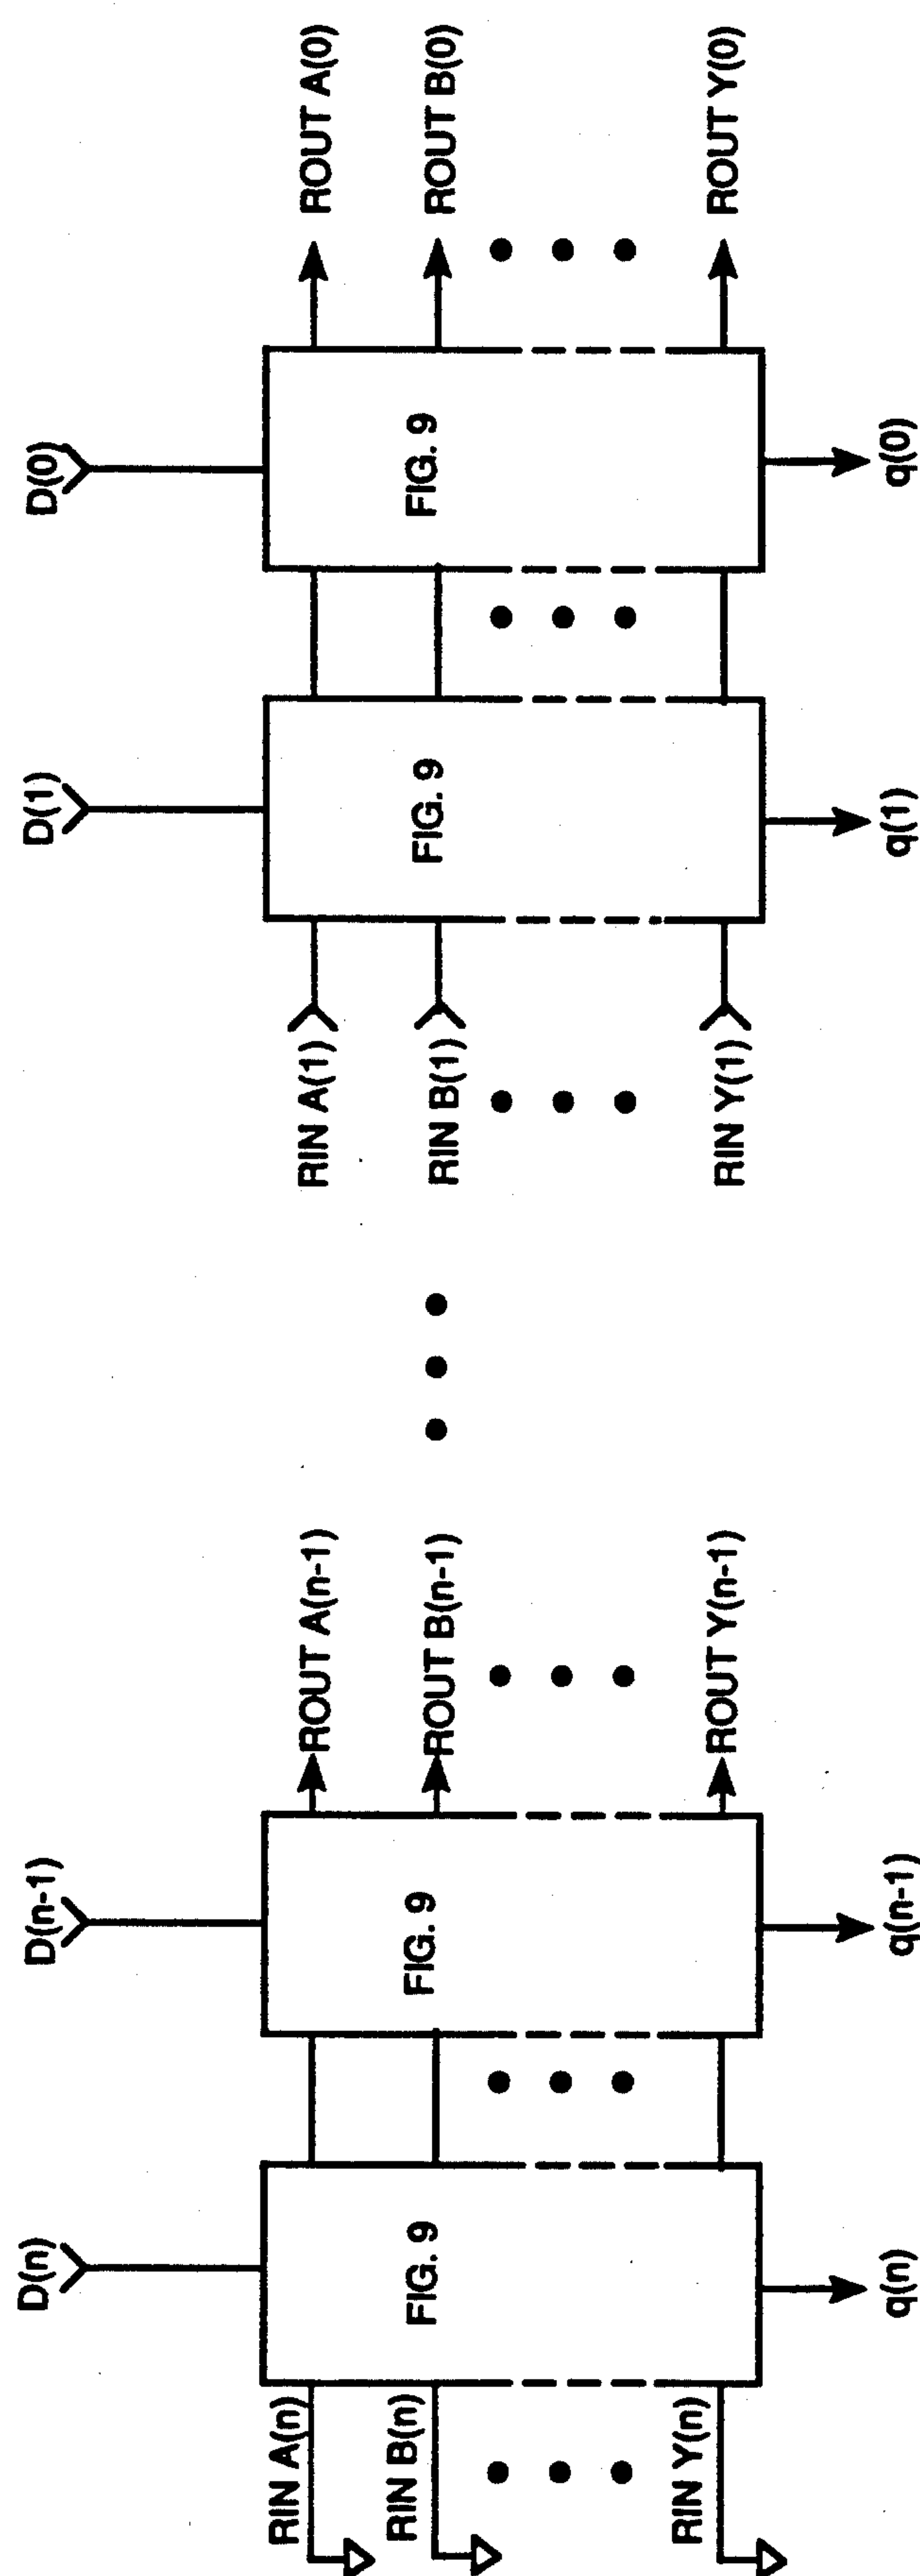 D(n)
D(n-1)
D(1)
D(0)
RIN A(n)
ROUT A(n-1)
RIN A(1)
ROUT A(0)
FIG. 9
FIG. 9
FIG. 9
FIG. 9
RIN B(n)
ROUT B(n-1)
RIN B(1)
ROUT B(0)
RIN Y(n)
ROUT Y(n-1)
RIN Y(1)
ROUT Y(0)
q(n)
q(n-1)
q(1)
q(0)